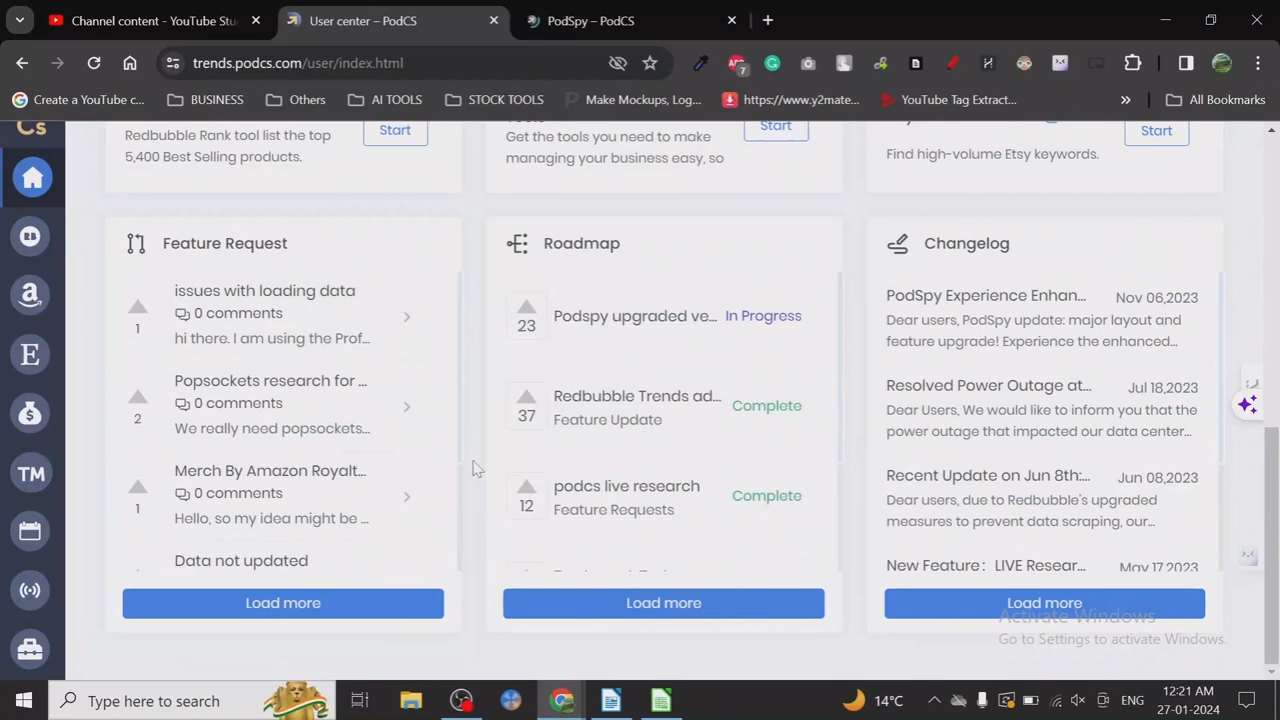 Channel content - YouTube Stu
User center – PodCS
PodSpy – PodCS
trends.podcs.com/user/index.html
7
Create a YouTube c...
BUSINESS
Others
AI TOOLS
STOCK TOOLS
Make Mockups, Log...
https://www.y2mate...
YouTube Tag Extract...
All Bookmarks
Cs
RB
a
E
TM
Redbubble Rank tool list the top
5,400 Best Selling products.
Start
Get the tools you need to make
managing your business easy, so
Start
Find high-volume Etsy keywords.
Start
Feature Request
issues with loading data
0 comments
hi there. I am using the Prof...
1
Popsockets research for ...
0 comments
We really need popsockets...
2
Merch By Amazon Royalt...
0 comments
Hello, so my idea might be ...
1
Data not updated
Load more
Roadmap
23
Podspy upgraded ve...
In Progress
37
Redbubble Trends ad...
Feature Update
Complete
12
podcs live research
Feature Requests
Complete
Load more
Changelog
PodSpy Experience Enhan...
Nov 06,2023
Dear users, PodSpy update: major layout and
feature upgrade! Experience the enhanced...
Resolved Power Outage at...
Jul 18,2023
Dear Users, We would like to inform you that the
power outage that impacted our data center...
Recent Update on Jun 8th:...
Jun 08,2023
Dear users, due to Redbubble's upgraded
measures to prevent data scraping, our...
New Feature：LIVE Resear...
May 17,2023
Load more
Activate Windows
Go to Settings to activate Windows.
Type here to search
14°C
ENG
12:21 AM
27-01-2024